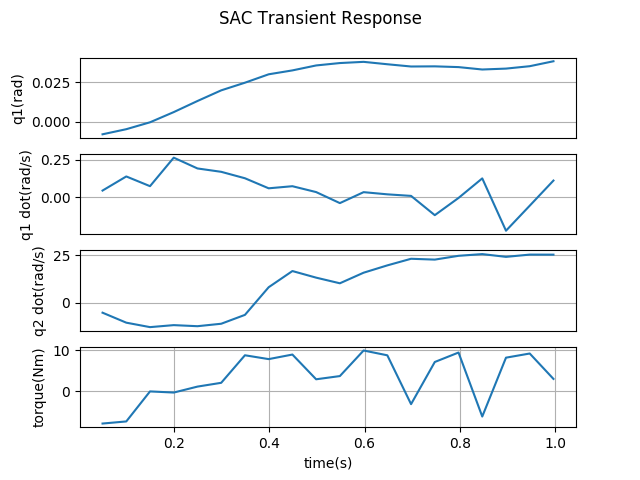 SAC Transient Response
q1(rad)
0.025
0.000
q1 dot(rad/s)
0.25
0.00
q2 dot(rad/s)
25
0
torque(Nm)
10
0
0.2 0.4 0.6 0.8 1.0
time(s)